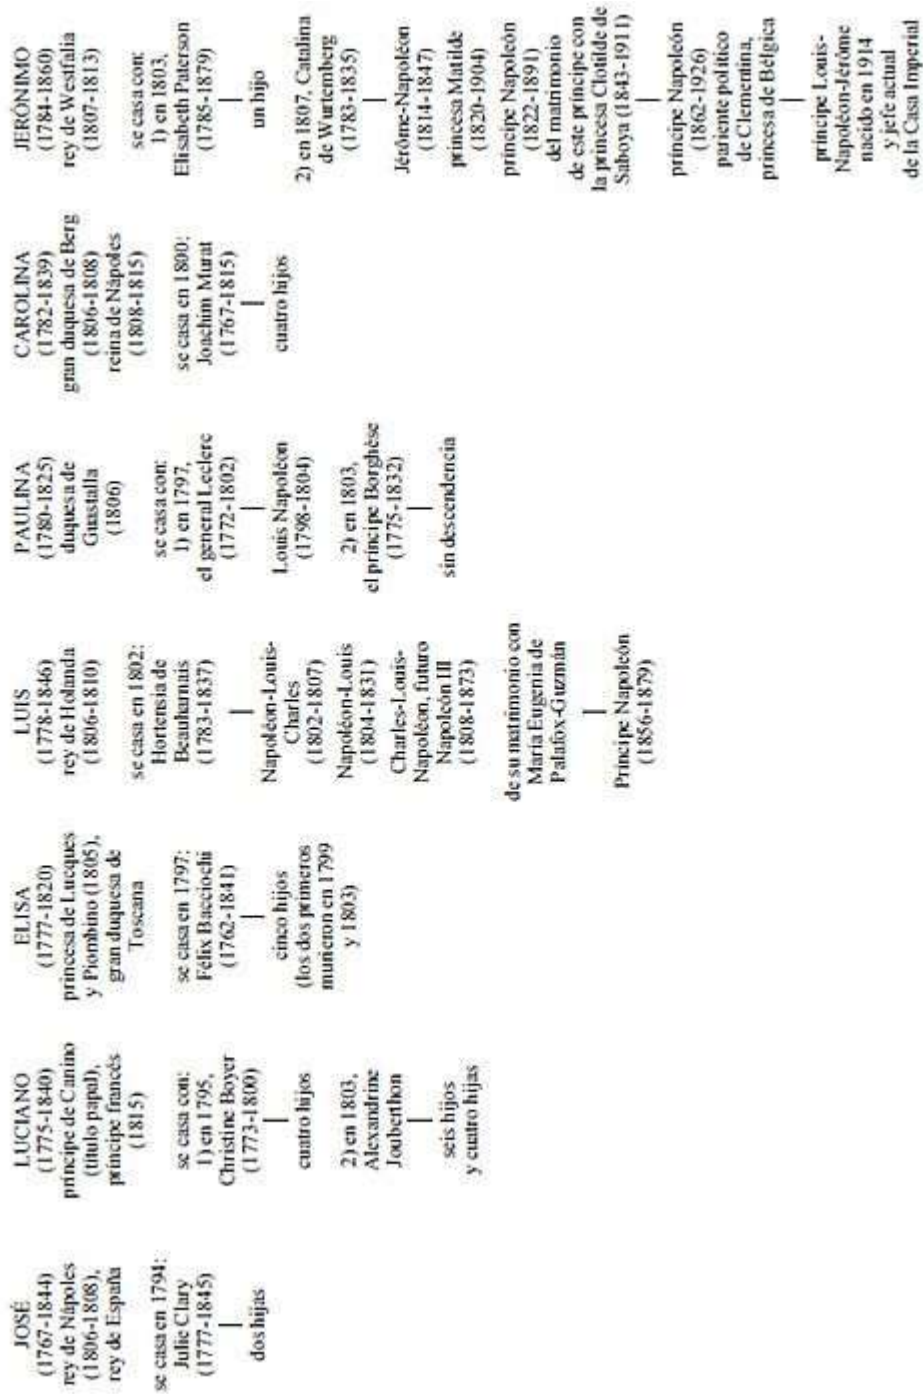 JOSÉ
(1767-1844)
rey de Nápoles
(1806-1808),
rey de España
se casa en 1794:
Julie Clary
(1777-1845)
dos hijas
LUCIANO
(1775-1840)
príncipe de Canino
(título papal),
príncipe francés
(1815)
se casa con:
1) en 1795,
Christine Boyer
(1773-1800)
cuatro hijos
2) en 1803,
Alexandrine
Jouberthon
seis hijos
y cuatro hijas
ELISA
(1777-1820)
princesa de Lucques
y Piombino (1805),
gran duquesa de
Toscana
se casa en 1797:
Félix Bacciochi
(1762-1841)
cinco hijos
(los dos primeros
muñeron en 1799
y 1803)
LUIS
(1778-1846)
rey de Holanda
(1806-1810)
se casa en 1802:
Hortensia de
Beauharnais
(1783-1837)
Napoléon-Louis-
Charles
(1802-1807)
Napoléon-Louis
(1804-1831)
Charles-Louis-
Napoléon, futuro
Napoleón III
(1808-1873)
de su matrimonio con
María Eugenia de
Palafox-Guzmán
Príncipe Napoleón
(1856-1879)
PAULINA
(1780-1825)
duquesa de
Guastalla
(1806)
se casa con:
1) en 1797,
el general Leclerc
(1772-1802)
Louis Napoléon
(1798-1804)
2) en 1803,
el príncipe Borghèse
(1775-1832)
sin descendencia
CAROLINA
(1782-1839)
gran duquesa de Berg
(1806-1808)
reina de Nápoles
(1808-1815)
se casa en 1800:
Joachim Murat
(1767-1815)
cuatro hijos
JERÓNIMO
(1784-1860)
rey de Westfalia
(1807-1813)
se casa con:
1) en 1803,
Elisabeth Paterson
(1785-1879)
un hijo
2) en 1807, Catalina
de Wurtemberg
(1783-1835)
Jérôme-Napoléon
(1814-1847)
princesa Matilde
(1820-1904)
príncipe Napoleón
(1822-1891)
del matrimonio
de este príncipe con
la princesa Clotilde de
Saboya (1843-1911)
príncipe Napoleón
(1862-1926)
pariente político
de Clementina,
princesa de Bélgica
príncipe Louis-
Napoléon-Jérôme
nacido en 1914
y jefe actual
de la Casa Imperial